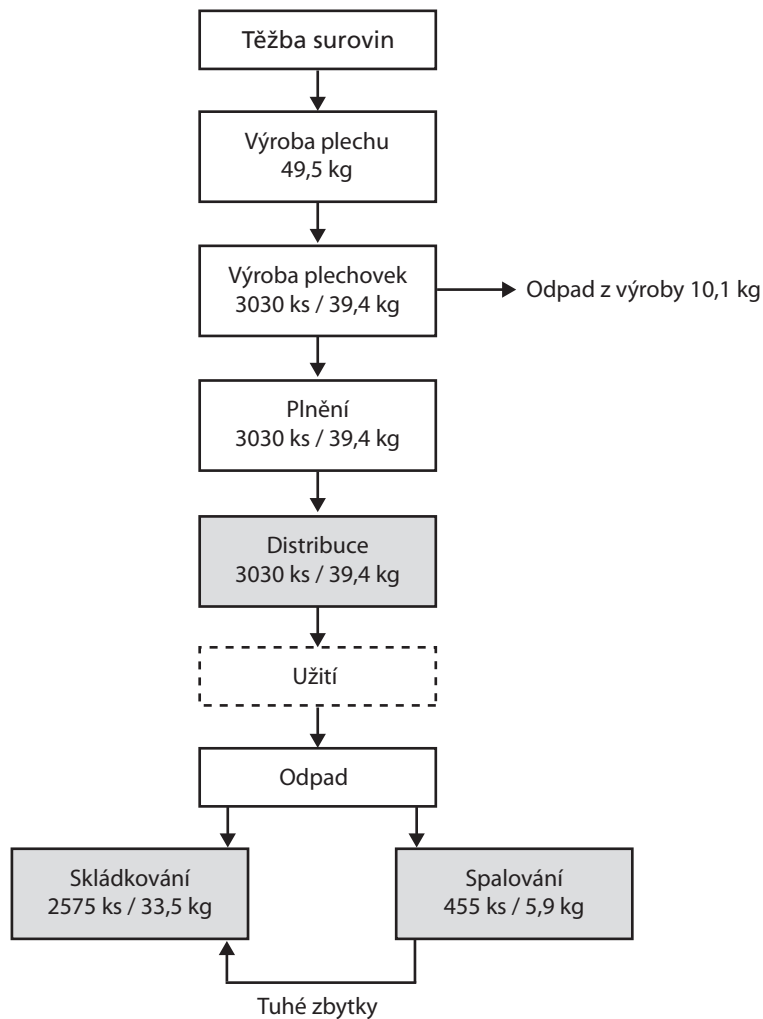 Těžba surovin
Výroba plechu
49,5 kg
Výroba plechovek
3030 ks / 39,4 kg
Odpad z výroby 10,1 kg
Plnění
3030 ks / 39,4 kg
Distribuce
3030 ks / 39,4 kg
Užití
Odpad
Skládkování
2575 ks / 33,5 kg
Spalování
455 ks / 5,9 kg
Tuhé zbytky